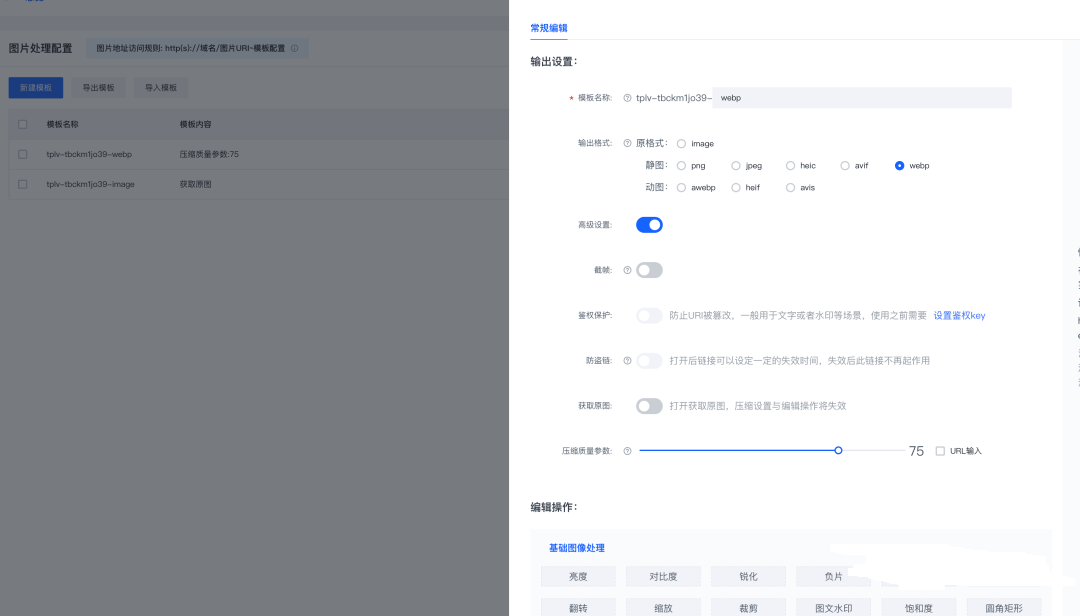 图片处理配置
图片地址访问规则: http(s)://域名/图片URI~模板配置
新建模板
导出模板
导入模板
模板名称
模板内容
tplv-tbckm1jo39-webp
压缩质量参数:75
tplv-tbckm1jo39-image
获取原图
常规编辑
输出设置:
* 模板名称:
tplv-tbckm1jo39-
webp
输出格式:
原格式:
image
静图:
png
jpeg
heic
avif
webp
动图:
awebp
heif
avis
高级设置:
截帧:
鉴权保护:
防止URI被篡改, 一般用于文字或者水印等场景, 使用之前需要
设置鉴权key
防盗链:
打开后链接可以设定一定的失效时间, 失效后此链接不再起作用
获取原图:
打开获取原图, 压缩设置与编辑操作将失效
压缩质量参数:
75
URL输入
编辑操作:
基础图像处理
亮度
对比度
锐化
负片
翻转
缩放
裁剪
图文水印
饱和度
圆角矩形